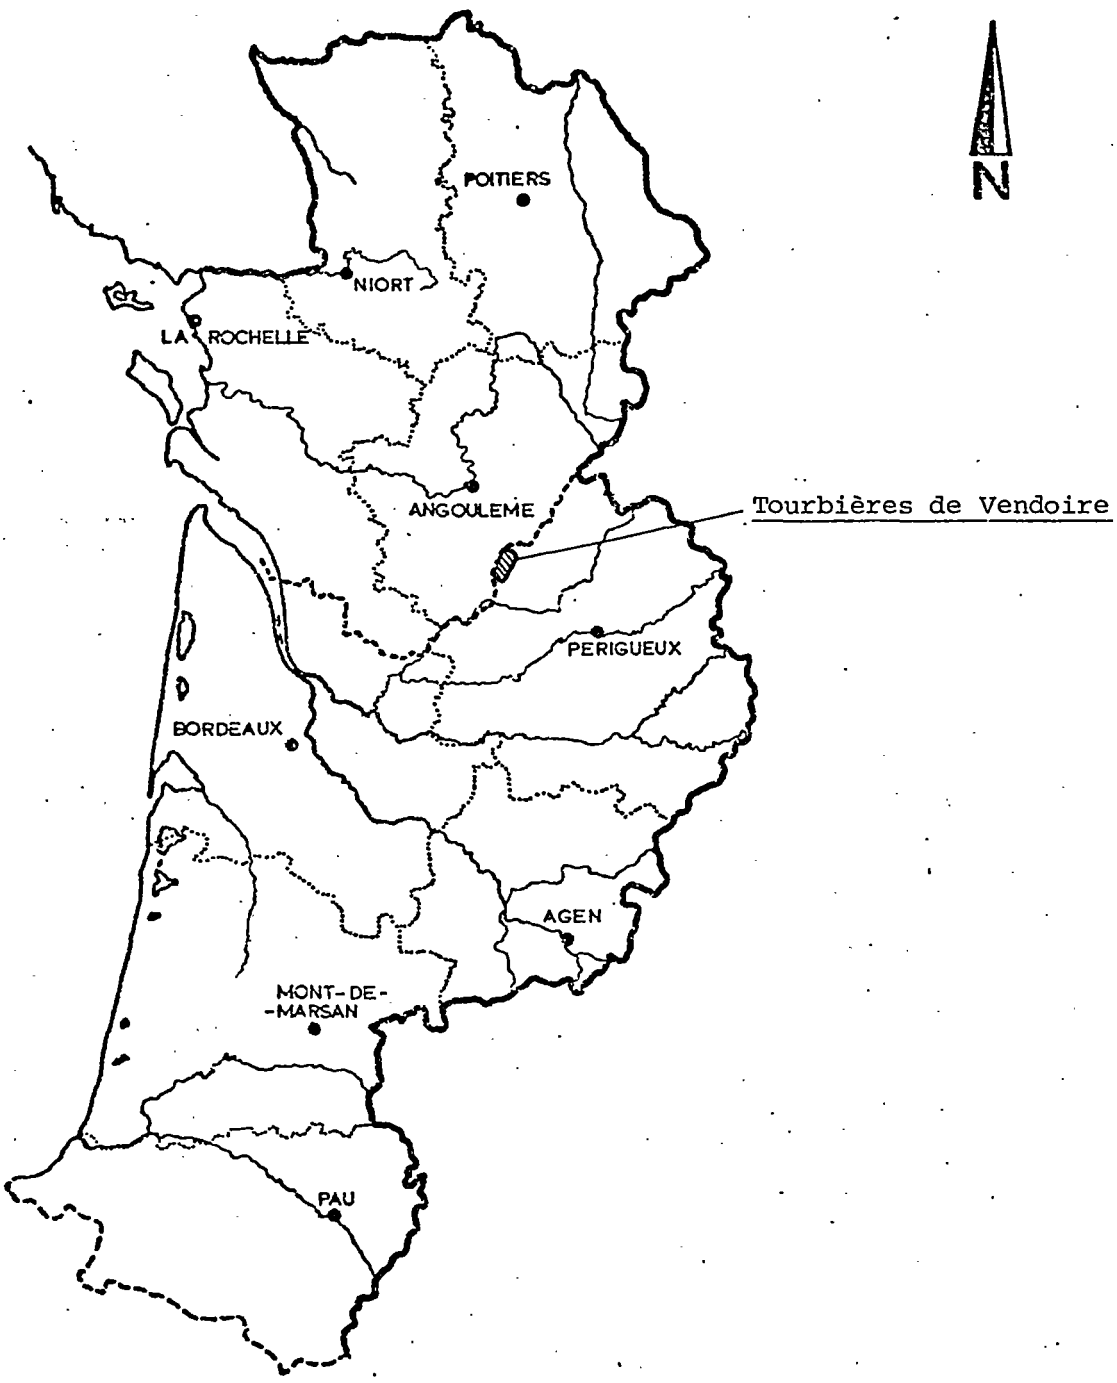 N
POITIERS
NIORT
LA ROCHELLE
ANGOULEME
Tourbières de Vendoire
PERIGUEUX
BORDEAUX
AGEN
MONT-DE-
-MARSAN
PAU